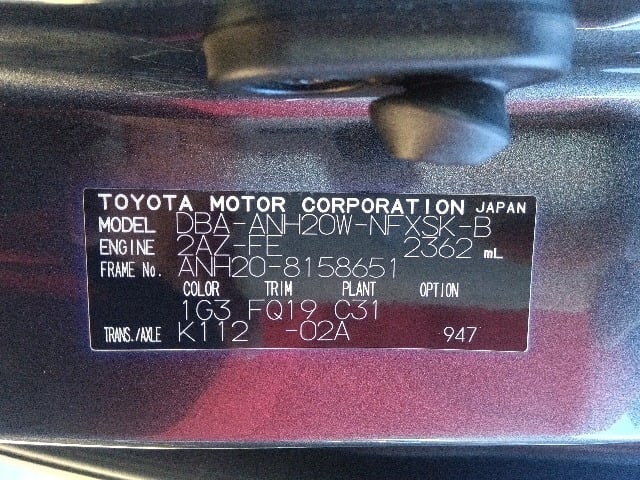 TOYOTA MOTOR CORPORATION JAPAN
MODEL DBA-ANH20W-NFXSK-B
ENGINE 2AZ-FE 2362 mL
FRAME No. ANH20-8158651
COLOR TRIM PLANT OPTION
1G3 FQ19 C31
TRANS./AXLE K112 -02A 947